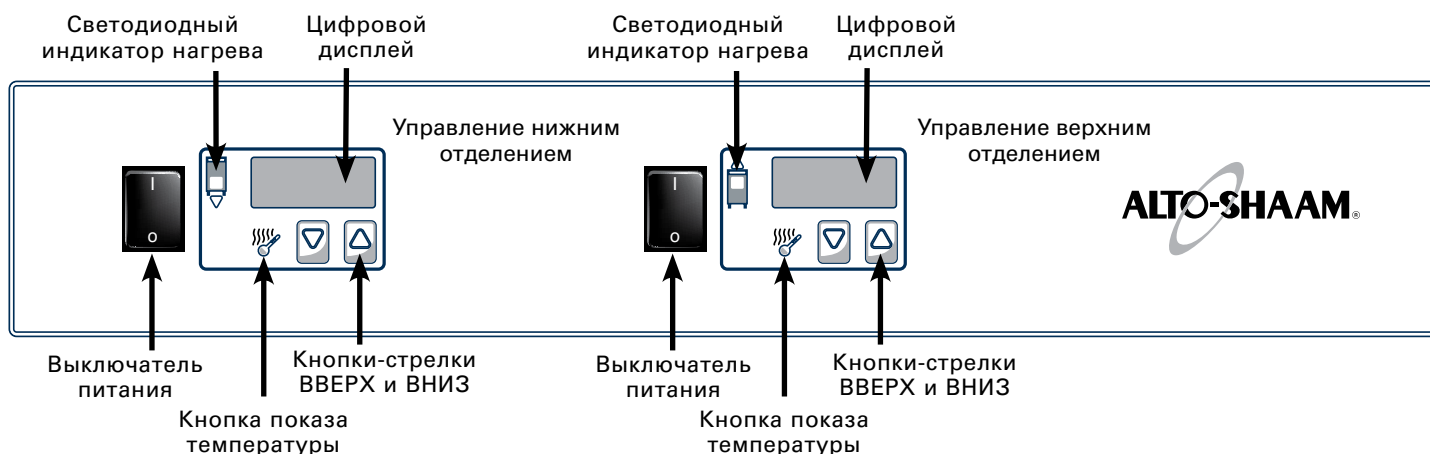 Светодиодный
индикатор нагрева
Цифровой
дисплей
Светодиодный
индикатор нагрева
Цифровой
дисплей
Управление нижним
отделением
Управление верхним
отделением
I
O
I
O
ALTO-SHAAM®
Выключатель
питания
Кнопки-стрелки
ВВЕРХ и ВНИЗ
Выключатель
питания
Кнопки-стрелки
ВВЕРХ и ВНИЗ
Кнопка показа
температуры
Кнопка показа
температуры